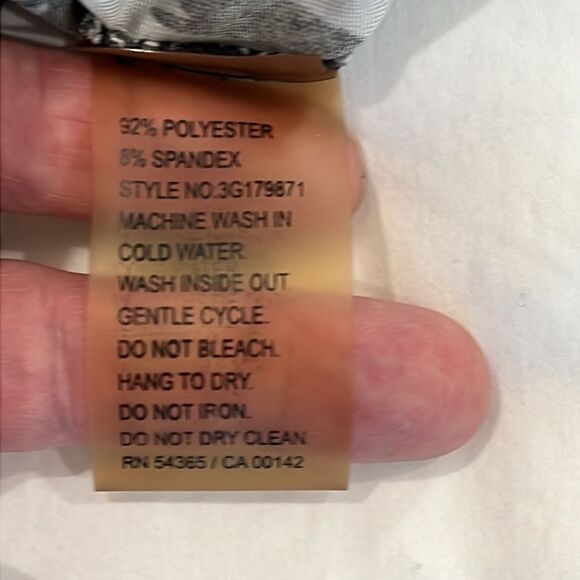 92% POLYESTER
8% SPANDEX
STYLE NO:3G179871
MACHINE WASH IN
COLD WATER.
WASH INSIDE OUT.
GENTLE CYCLE.
DO NOT BLEACH.
HANG TO DRY.
DO NOT IRON.
DO NOT DRY CLEAN.
RN 54365 / CA 00142